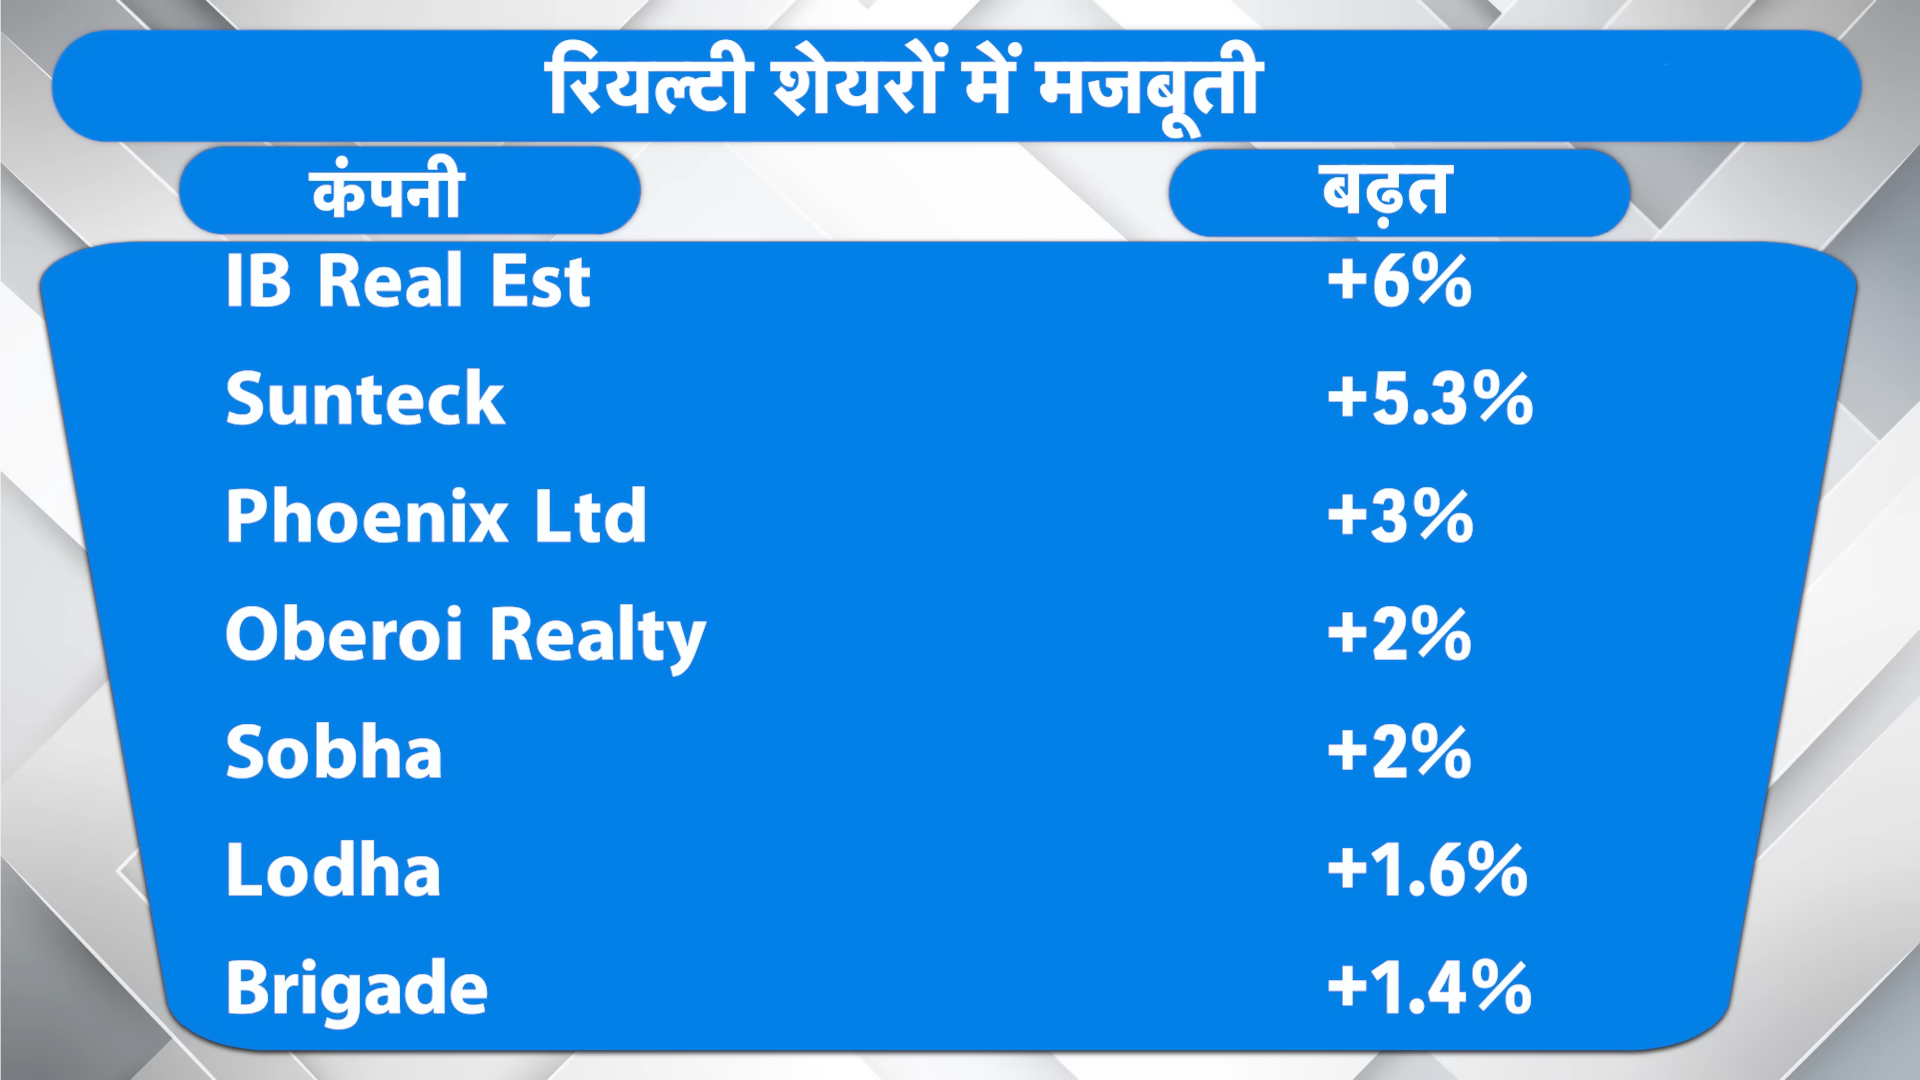 रियल्टी शेयरों में मजबूती
कंपनी बढ़त
IB Real Est +6%
Sunteck +5.3%
Phoenix Ltd +3%
Oberoi Realty +2%
Sobha +2%
Lodha +1.6%
Brigade +1.4%